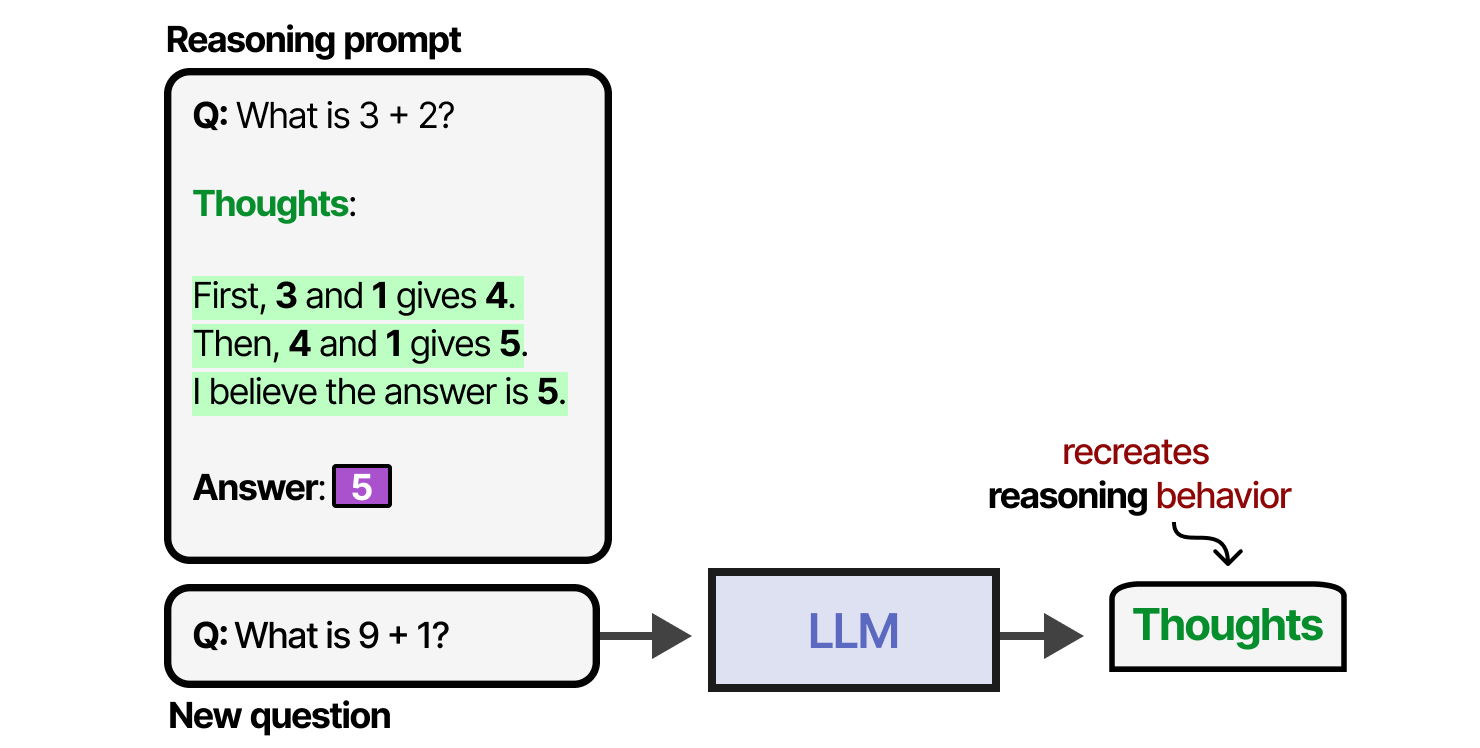 Reasoning prompt
Q: What is 3 + 2?
Thoughts:
First, 3 and 1 gives 4.
Then, 4 and 1 gives 5.
I believe the answer is 5.
Answer: 5
Q: What is 9 + 1?
New question
LLM
recreates
reasoning behavior
Thoughts